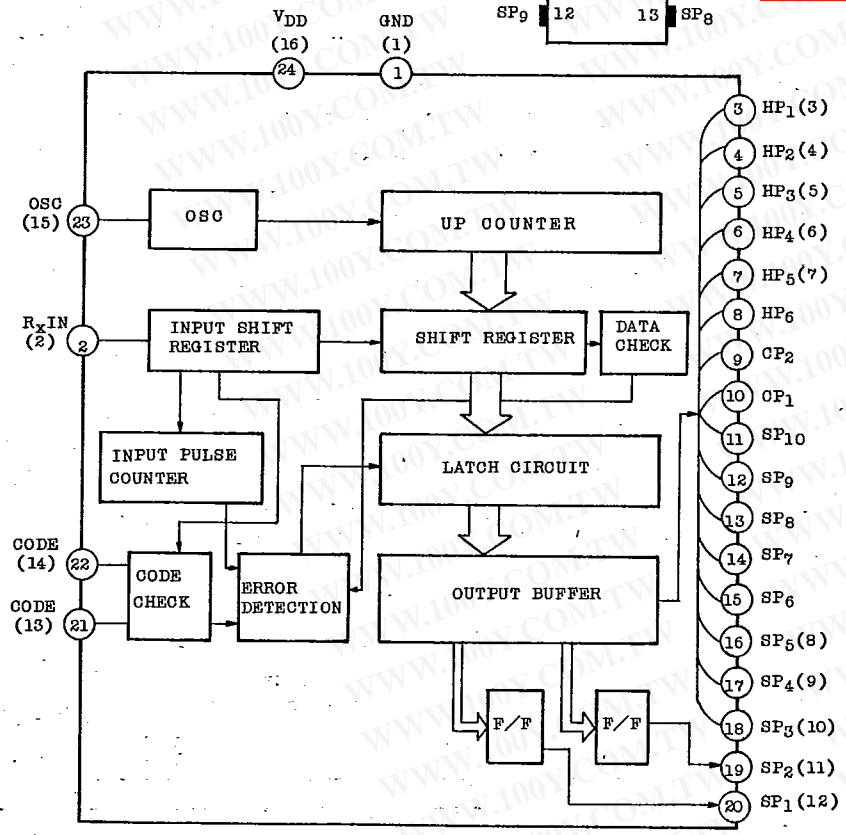 SP9 12 13 SP8
VDD GND
(16) (1)
24 1
3 HP1(3)
4 HP2(4)
5 HP3(5)
6 HP4(6)
7 HP5(7)
8 HP6
9 CP2
10 CP1
11 SP10
12 SP9
13 SP8
14 SP7
15 SP6
16 SP5(8)
17 SP4(9)
18 SP3(10)
19 SP2(11)
20 SP1(12)
OSC
(15) 23
OSC
UP COUNTER
RXIN
(2) 2
INPUT SHIFT
REGISTER
SHIFT REGISTER
DATA
CHECK
INPUT PULSE
COUNTER
LATCH CIRCUIT
CODE
(14) 22
CODE
(13) 21
CODE
CHECK
ERROR
DETECTION
OUTPUT BUFFER
F/F
F/F
WWW.100Y.COM.TW